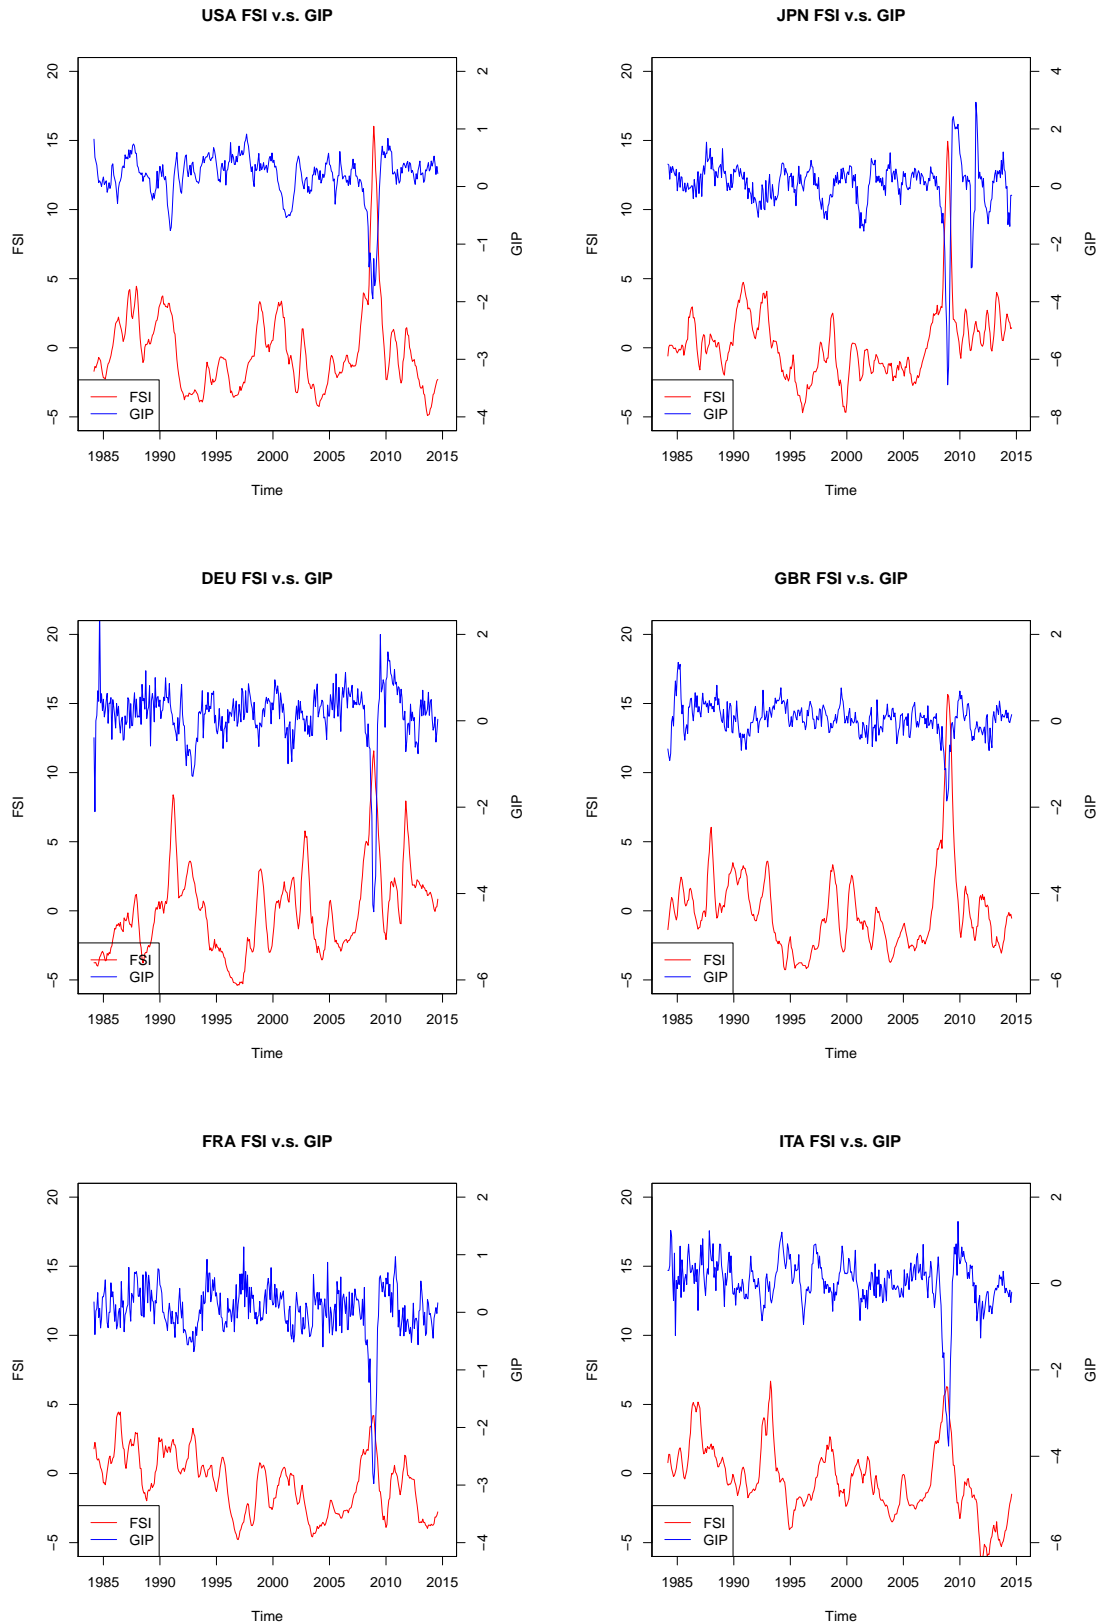 USA FSI v.s. GIP
20
15
10
5
0
−5
FSI
2
1
0
−1
−2
−3
−4
GIP
FSI
GIP
1985 1990 1995 2000 2005 2010 2015
Time
JPN FSI v.s. GIP
20
15
10
5
0
−5
FSI
4
2
0
−2
−4
−6
−8
GIP
FSI
GIP
1985 1990 1995 2000 2005 2010 2015
Time
DEU FSI v.s. GIP
20
15
10
5
0
−5
FSI
2
0
−2
−4
−6
GIP
FSI
GIP
1985 1990 1995 2000 2005 2010 2015
Time
GBR FSI v.s. GIP
20
15
10
5
0
−5
FSI
2
0
−2
−4
−6
GIP
FSI
GIP
1985 1990 1995 2000 2005 2010 2015
Time
FRA FSI v.s. GIP
20
15
10
5
0
−5
FSI
2
1
0
−1
−2
−3
−4
GIP
FSI
GIP
1985 1990 1995 2000 2005 2010 2015
Time
ITA FSI v.s. GIP
20
15
10
5
0
−5
FSI
2
0
−2
−4
−6
GIP
FSI
GIP
1985 1990 1995 2000 2005 2010 2015
Time